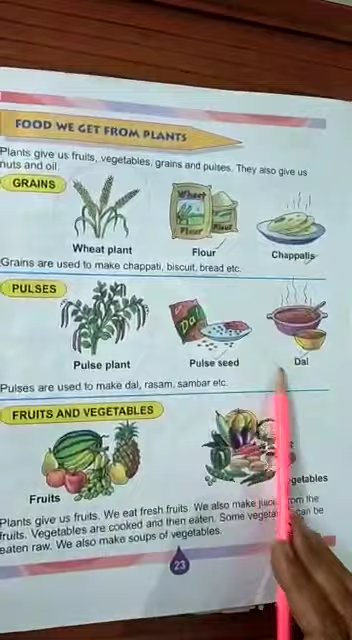 FOOD WE GET FROM PLANTS
Plants give us fruits, vegetables, grains and pulses. They also give us
nuts and oil.
GRAINS
Wheat
Flour
Wheat plant
Flour
Chappatis
Grains are used to make chappati, biscuit, bread etc.
PULSES
Dal
Pulse plant
Pulse seed
Dal
Pulses are used to make dal, rasam, sambar etc.
FRUITS AND VEGETABLES
Fruits
getables
Plants give us fruits. We eat fresh fruits. We also make juice from the
fruits. Vegetables are cooked and then eaten. Some vegeta can be
eaten raw. We also make soups of vegetables.
23